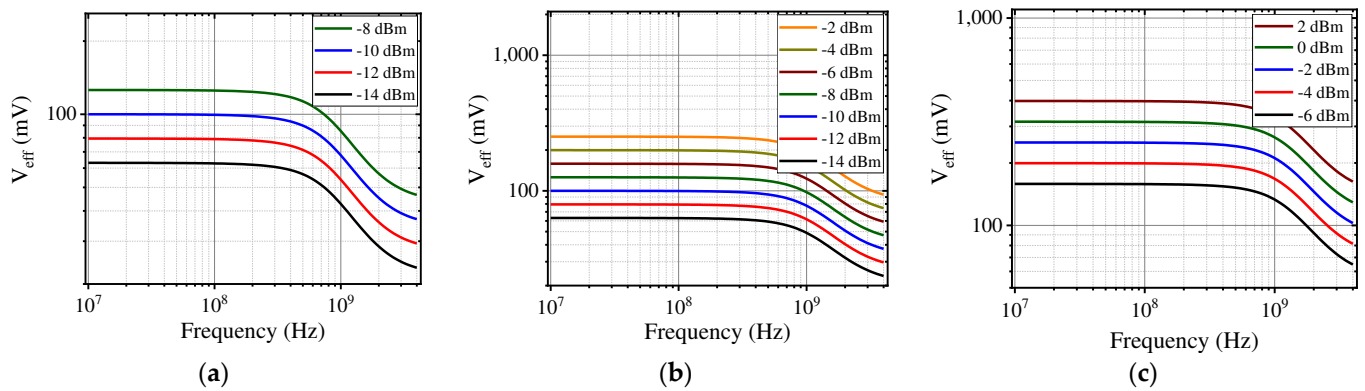 -8 dBm
-10 dBm
-12 dBm
-14 dBm
100
V_eff (mV)
10^7
10^8
10^9
Frequency (Hz)
(a)
-2 dBm
-4 dBm
-6 dBm
-8 dBm
-10 dBm
-12 dBm
-14 dBm
1,000
100
V_eff (mV)
10^7
10^8
10^9
Frequency (Hz)
(b)
2 dBm
0 dBm
-2 dBm
-4 dBm
-6 dBm
1,000
100
V_eff (mV)
10^7
10^8
10^9
Frequency (Hz)
(c)